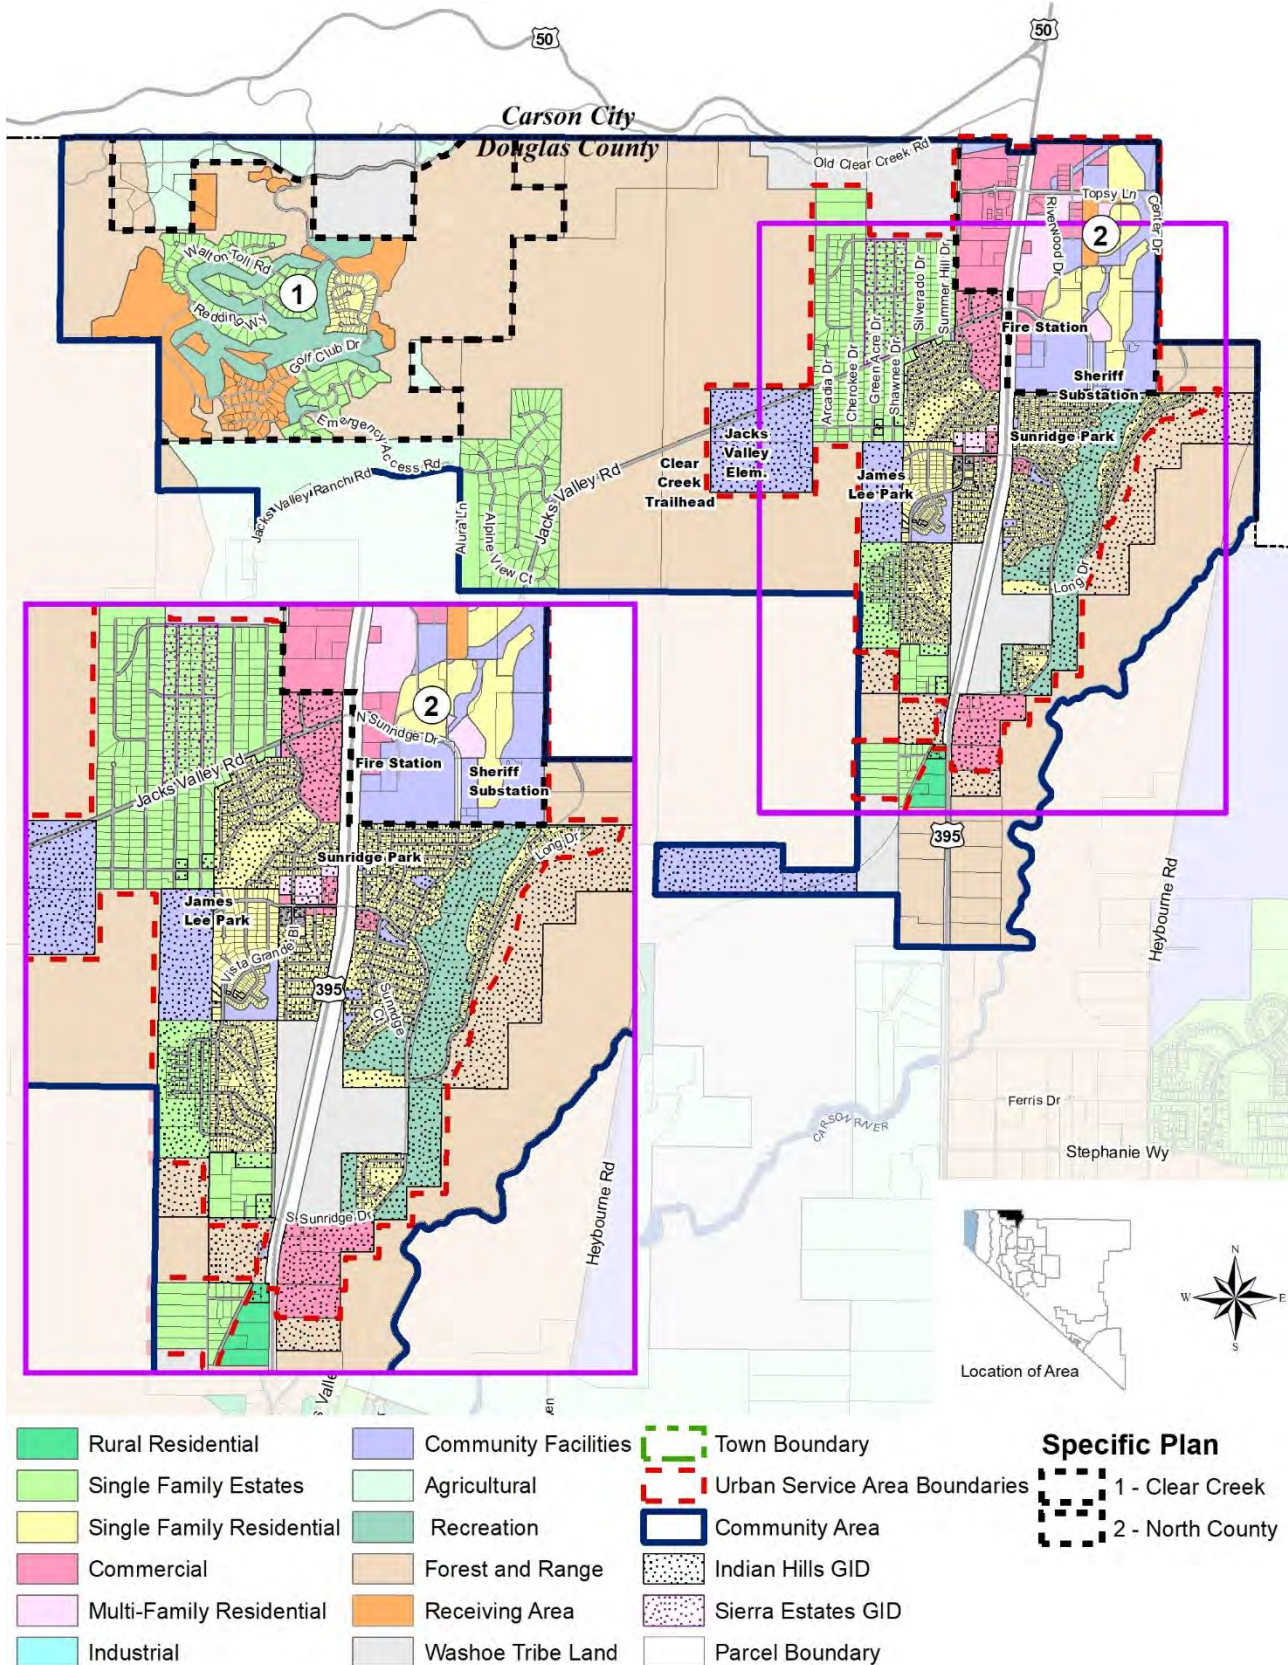 50
50
Carson City
Douglas County
Old Clear Creek Rd
Topsy Ln
Center Dr
Riverwood Dr
2
Walton Toll Rd
1
Redding Wy
Golf Club Dr
Emergency Access Rd
Silverado Dr
Summer Hill Dr
Green Acre Dr
Shawnee Dr
Cherokee Dr
Arcadia Dr
Fire Station
Sheriff
Substation
Sunridge Park
Jacks
Valley
Elem.
Clear
Creek
Trailhead
James
Lee Park
Jacks Valley Ranch Rd
Alura Ln
Alpine View Ct
Jacks Valley Rd
Long Dr
395
Heybourne Rd
2
N Sunridge Dr
Jacks Valley Rd
Fire Station
Sheriff
Substation
Sunridge Park
Long Dr
James
Lee Park
Vista Grande Bl
395
Sunridge
Ct
S Sunridge Dr
Heybourne Rd
CARSON RIVER
Ferris Dr
Stephanie Wy
Location of Area
N
W
E
S
Rural Residential
Single Family Estates
Single Family Residential
Commercial
Multi-Family Residential
Industrial
Community Facilities
Agricultural
Recreation
Forest and Range
Receiving Area
Washoe Tribe Land
Town Boundary
Urban Service Area Boundaries
Community Area
Indian Hills GID
Sierra Estates GID
Parcel Boundary
Specific Plan
1 - Clear Creek
2 - North County